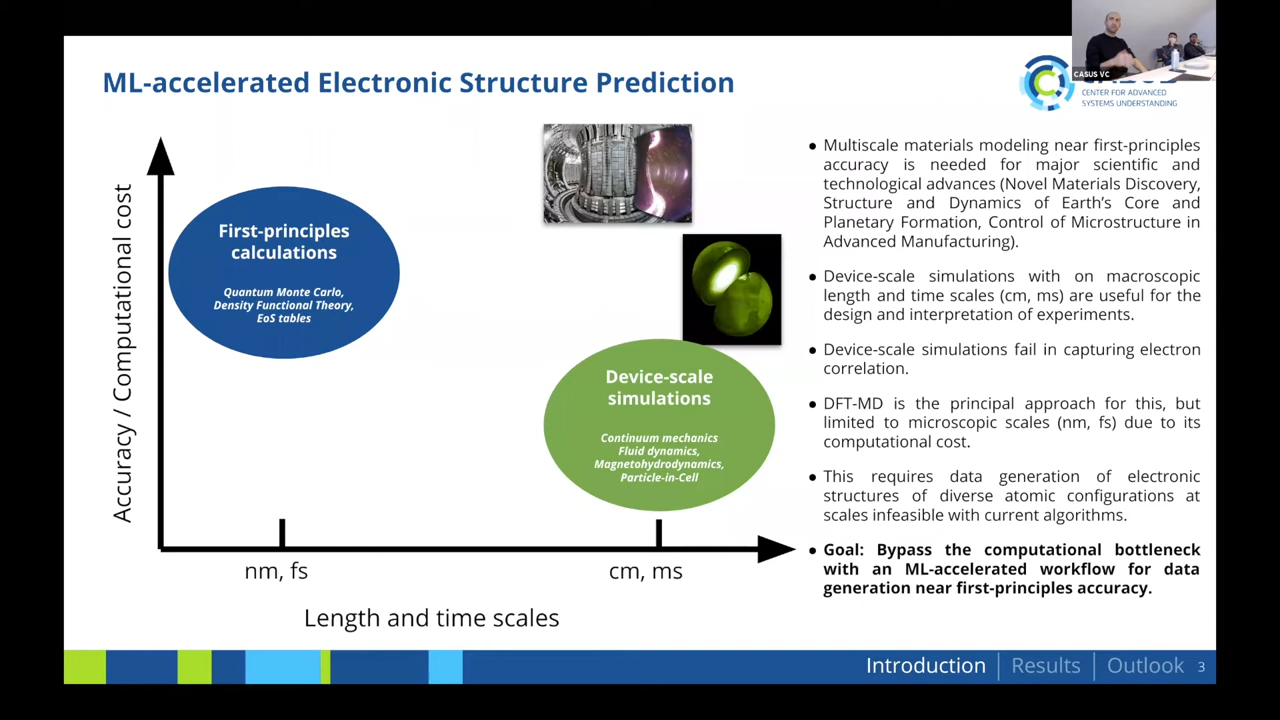 CASUS VC
ML-accelerated Electronic Structure Prediction
CENTER FOR ADVANCED
SYSTEMS UNDERSTANDING
Accuracy / Computational cost
First-principles
calculations
Quantum Monte Carlo,
Density Functional Theory,
EoS tables
Device-scale
simulations
Continuum mechanics
Fluid dynamics,
Magnetohydrodynamics,
Particle-in-Cell
nm, fs
cm, ms
Length and time scales
● Multiscale materials modeling near first-principles
accuracy is needed for major scientific and
technological advances (Novel Materials Discovery,
Structure and Dynamics of Earth's Core and
Planetary Formation, Control of Microstructure in
Advanced Manufacturing).
● Device-scale simulations with on macroscopic
length and time scales (cm, ms) are useful for the
design and interpretation of experiments.
● Device-scale simulations fail in capturing electron
correlation.
● DFT-MD is the principal approach for this, but
limited to microscopic scales (nm, fs) due to its
computational cost.
● This requires data generation of electronic
structures of diverse atomic configurations at
scales infeasible with current algorithms.
● Goal: Bypass the computational bottleneck
with an ML-accelerated workflow for data
generation near first-principles accuracy.
Introduction | Results | Outlook 3